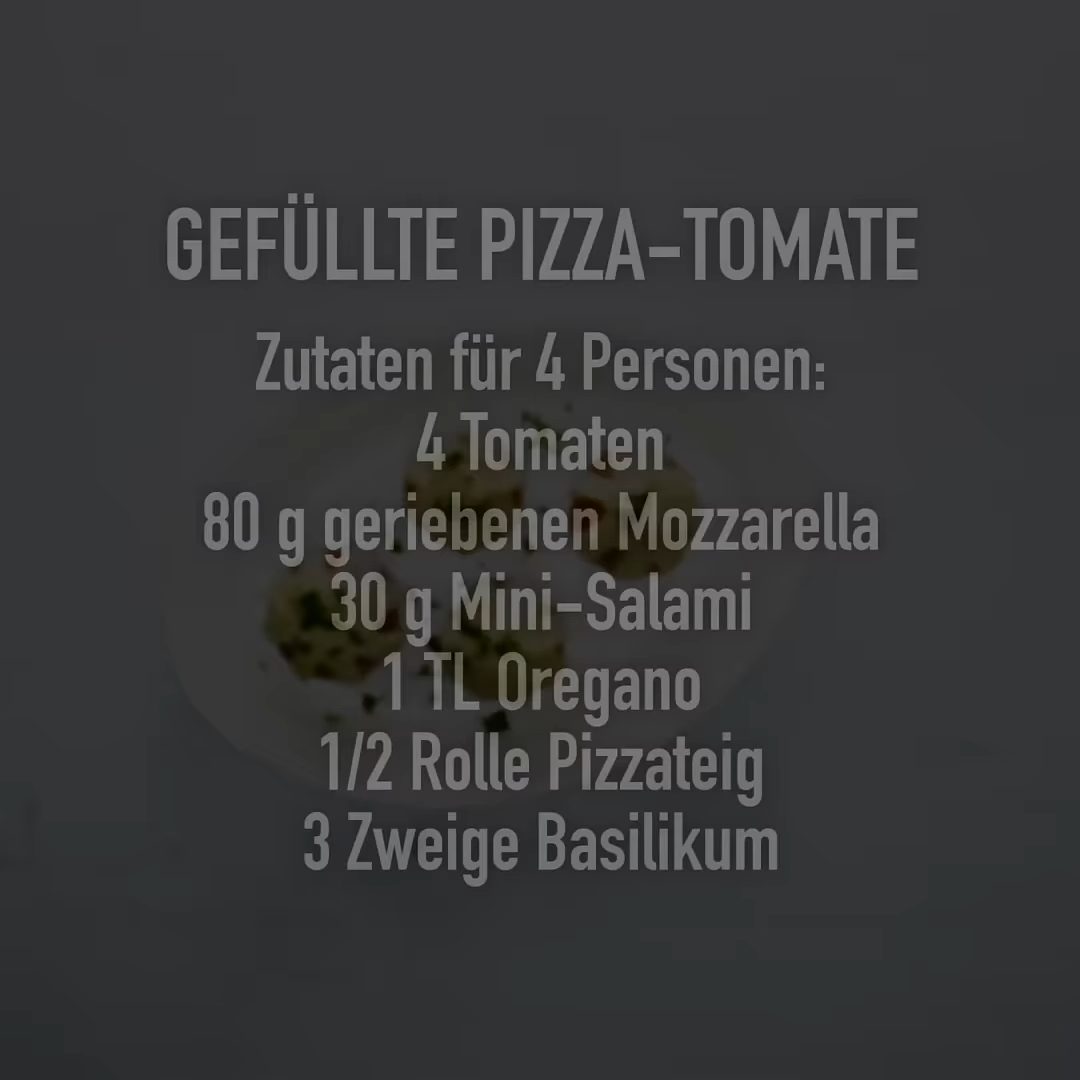 GEFÜLLTE PIZZA-TOMATE
Zutaten für 4 Personen:
4 Tomaten
80 g geriebenen Mozzarella
30 g Mini-Salami
1 TL Oregano
1/2 Rolle Pizzateig
3 Zweige Basilikum